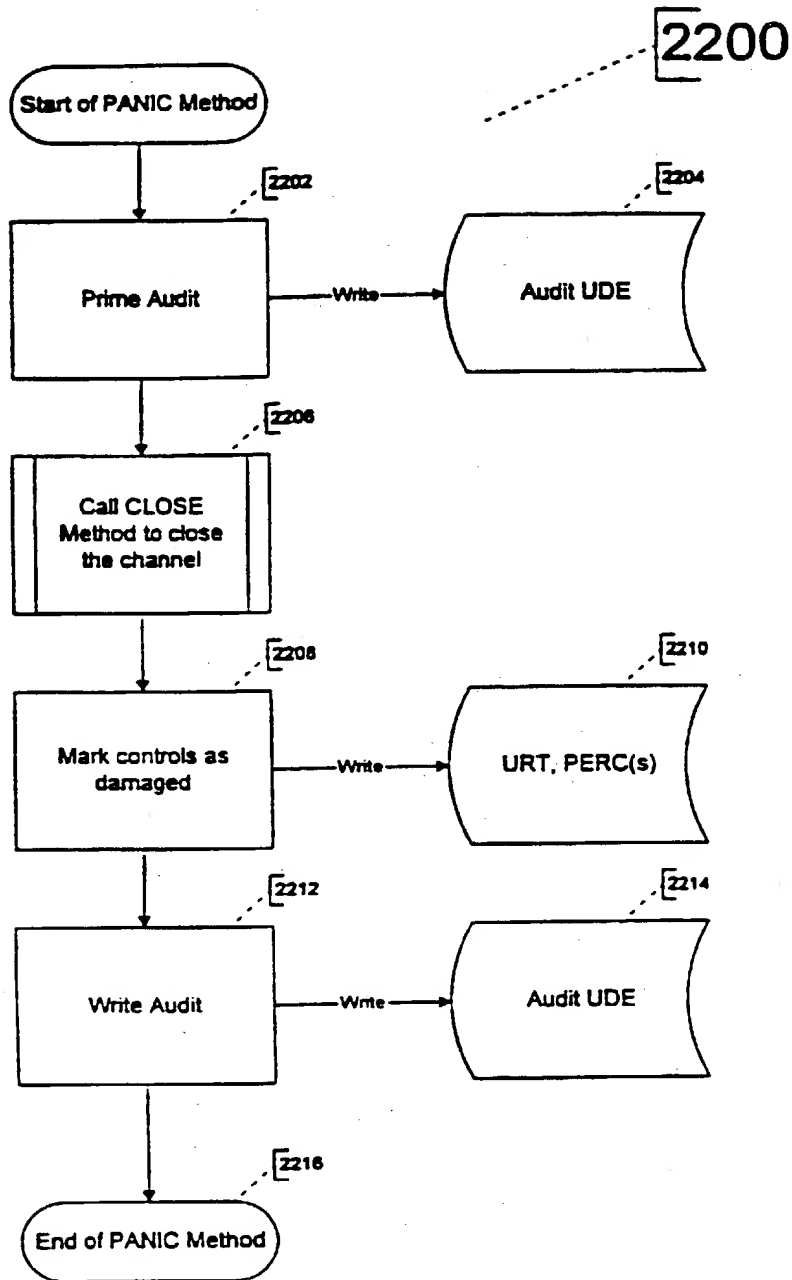 2200
Start of PANIC Method
2202
2204
Prime Audit
Write
Audit UDE
2206
Call CLOSE
Method to close
the channel
2208
2210
Mark controls as
damaged
Write
URT, PERC(s)
2212
2214
Write Audit
Write
Audit UDE
2216
End of PANIC Method